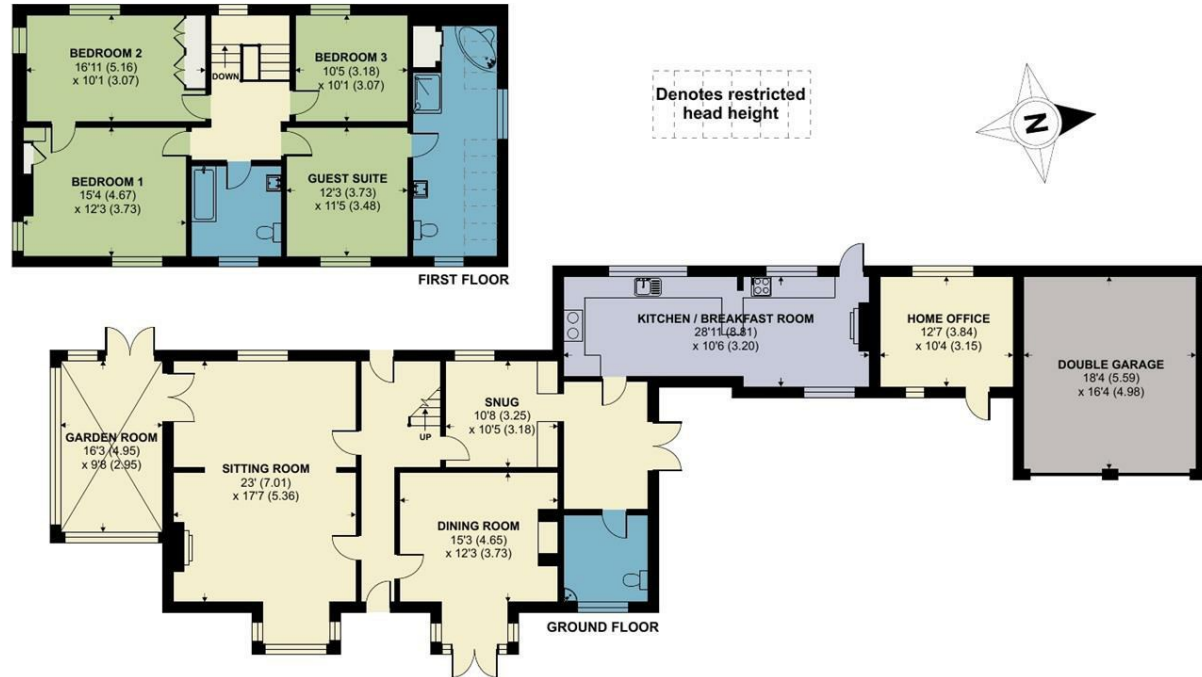 BEDROOM 2
16'11 (5.16)
x 10'1 (3.07)
DOWN
BEDROOM 3
10'5 (3.18)
x 10'1 (3.07)
BEDROOM 1
15'4 (4.67)
x 12'3 (3.73)
GUEST SUITE
12'3 (3.73)
x 11'5 (3.48)
FIRST FLOOR
Denotes restricted
head height
N
KITCHEN / BREAKFAST ROOM
28'11 (8.81)
x 10'6 (3.20)
HOME OFFICE
12'7 (3.84)
x 10'4 (3.15)
DOUBLE GARAGE
18'4 (5.59)
x 16'4 (4.98)
GARDEN ROOM
16'3 (4.95)
x 9'8 (2.95)
SITTING ROOM
23' (7.01)
x 17'7 (5.36)
UP
SNUG
10'8 (3.25)
x 10'5 (3.18)
DINING ROOM
15'3 (4.65)
x 12'3 (3.73)
GROUND FLOOR